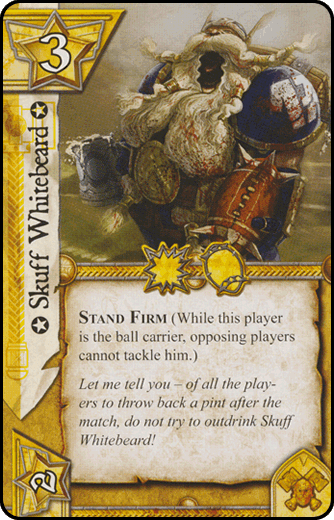 3
✪ Skuff Whitebeard ✪
STAND FIRM (While this player
is the ball carrier, opposing players
cannot tackle him.)
Let me tell you – of all the play-
ers to throw back a pint after the
match, do not try to outdrink Skuff
Whitebeard!
2